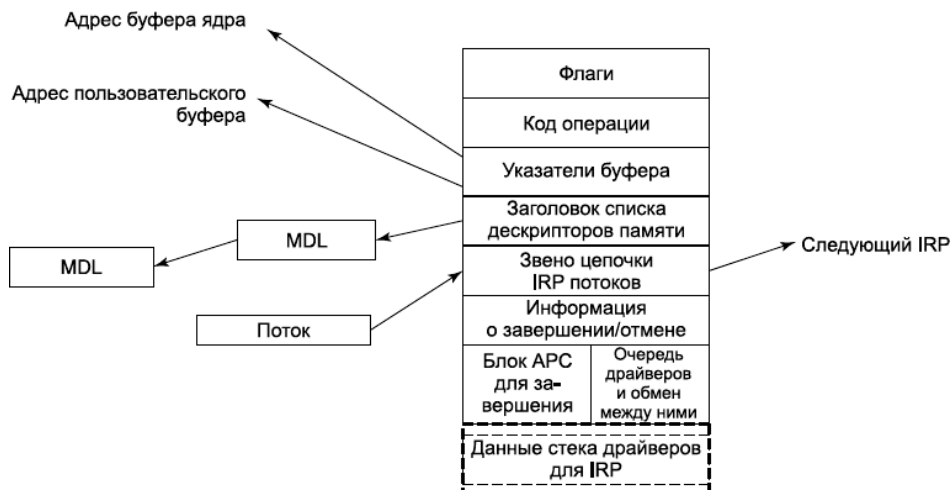 Адрес буфера ядра
Адрес пользовательского
буфера
Флаги
Код операции
Указатели буфера
Заголовок списка
дескрипторов памяти
MDL
MDL
Звено цепочки
IRP потоков
Следующий IRP
Поток
Информация
о завершении/отмене
Блок APC
для за-
вершения
Очередь
драйверов
и обмен
между ними
Данные стека драйверов
для IRP